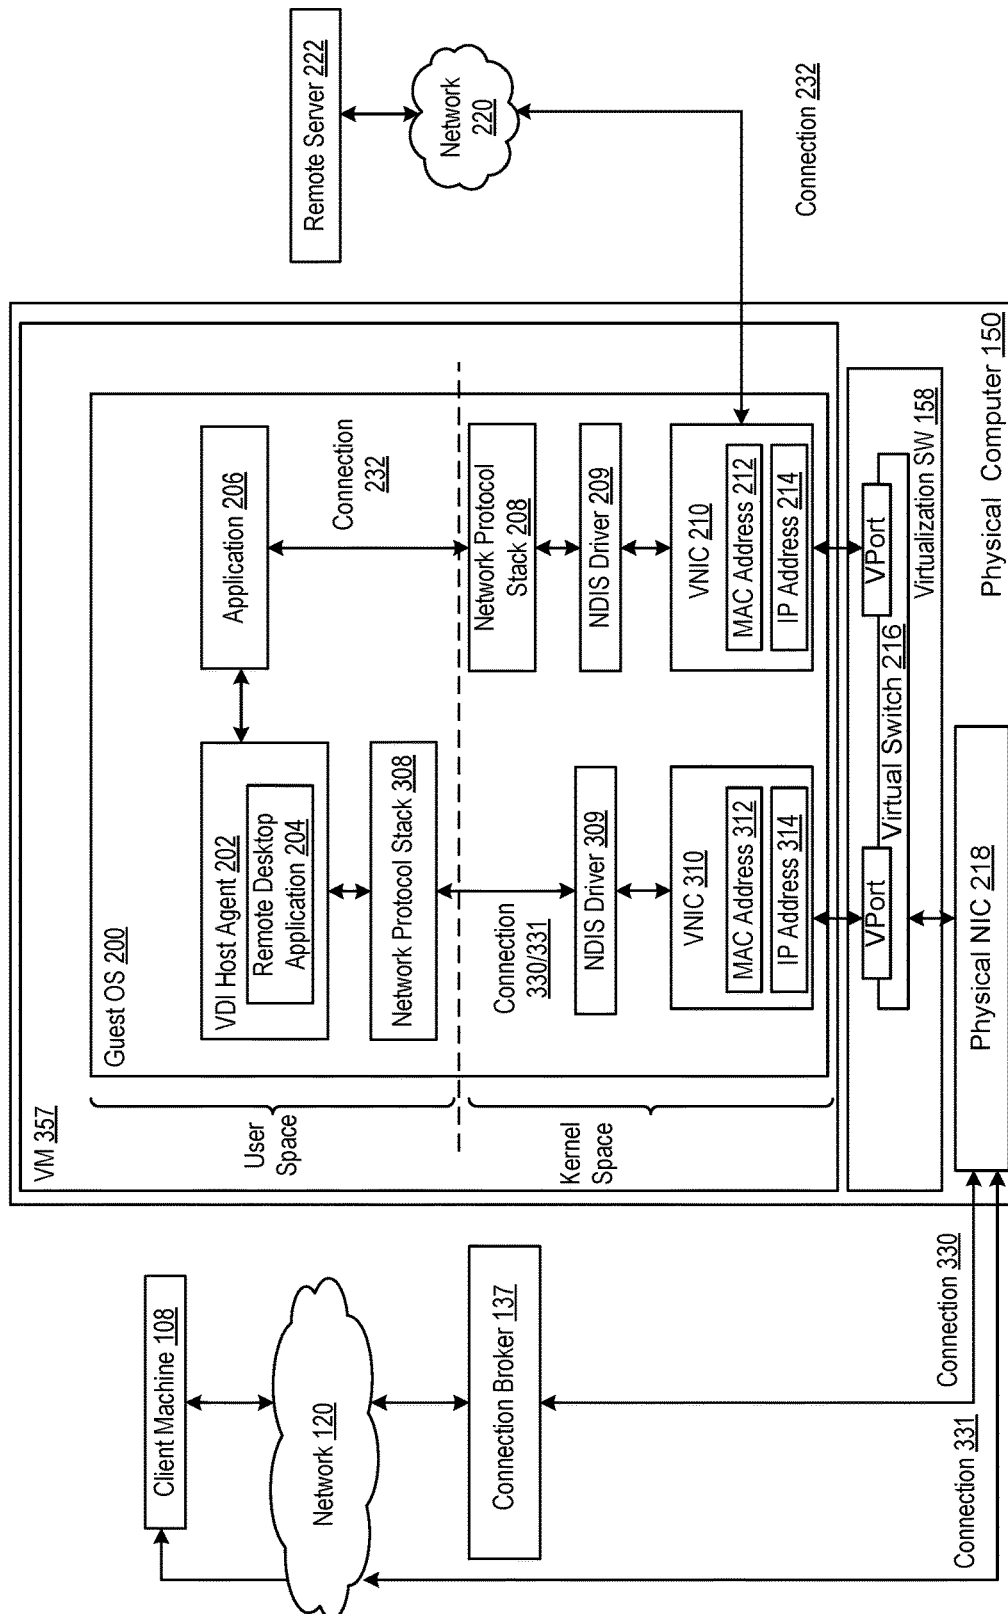 Client Machine 108
Network 120
Connection Broker 137
Connection 331
Connection 330
VM 357
Guest OS 200
User
Space
Kernel
Space
VDI Host Agent 202
Remote Desktop
Application 204
Application 206
Network Protocol Stack 308
Connection
232
Connection
330/331
Network Protocol
Stack 208
NDIS Driver 309
NDIS Driver 209
VNIC 310
MAC Address 312
IP Address 314
VNIC 210
MAC Address 212
IP Address 214
VPort
VPort
Virtual Switch 216
Virtualization SW 158
Physical NIC 218
Physical Computer 150
Remote Server 222
Network
220
Connection 232